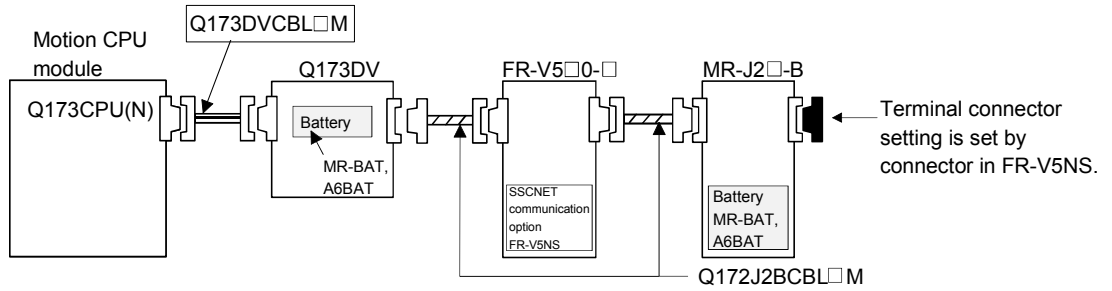 Q173DVCBL□M
Motion CPU
module
Q173CPU(N)
Q173DV
Battery
MR-BAT,
A6BAT
FR-V5□0-□
SSCNET
communication
option
FR-V5NS
MR-J2□-B
Battery
MR-BAT,
A6BAT
Terminal connector
setting is set by
connector in FR-V5NS.
Q172J2BCBL□M